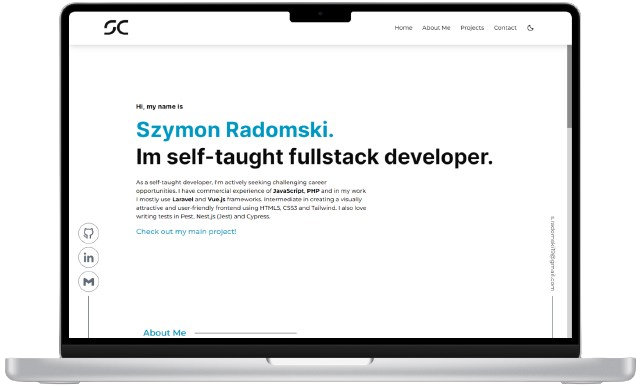 SC
Home About Me Projects Contact
Hi, my name is
Szymon Radomski.
Im self-taught fullstack developer.
As a self-taught developer, I'm actively seeking challenging career
opportunities. I have commercial experience of JavaScript, PHP and in my work
I mostly use Laravel and Vue.js frameworks. Intermediate in creating a visually
attractive and user-friendly frontend using HTML5, CSS3 and Tailwind. I also love
writing tests in Pest, Nest.js (Jest) and Cypress.
Check out my main project!
in
M
About Me